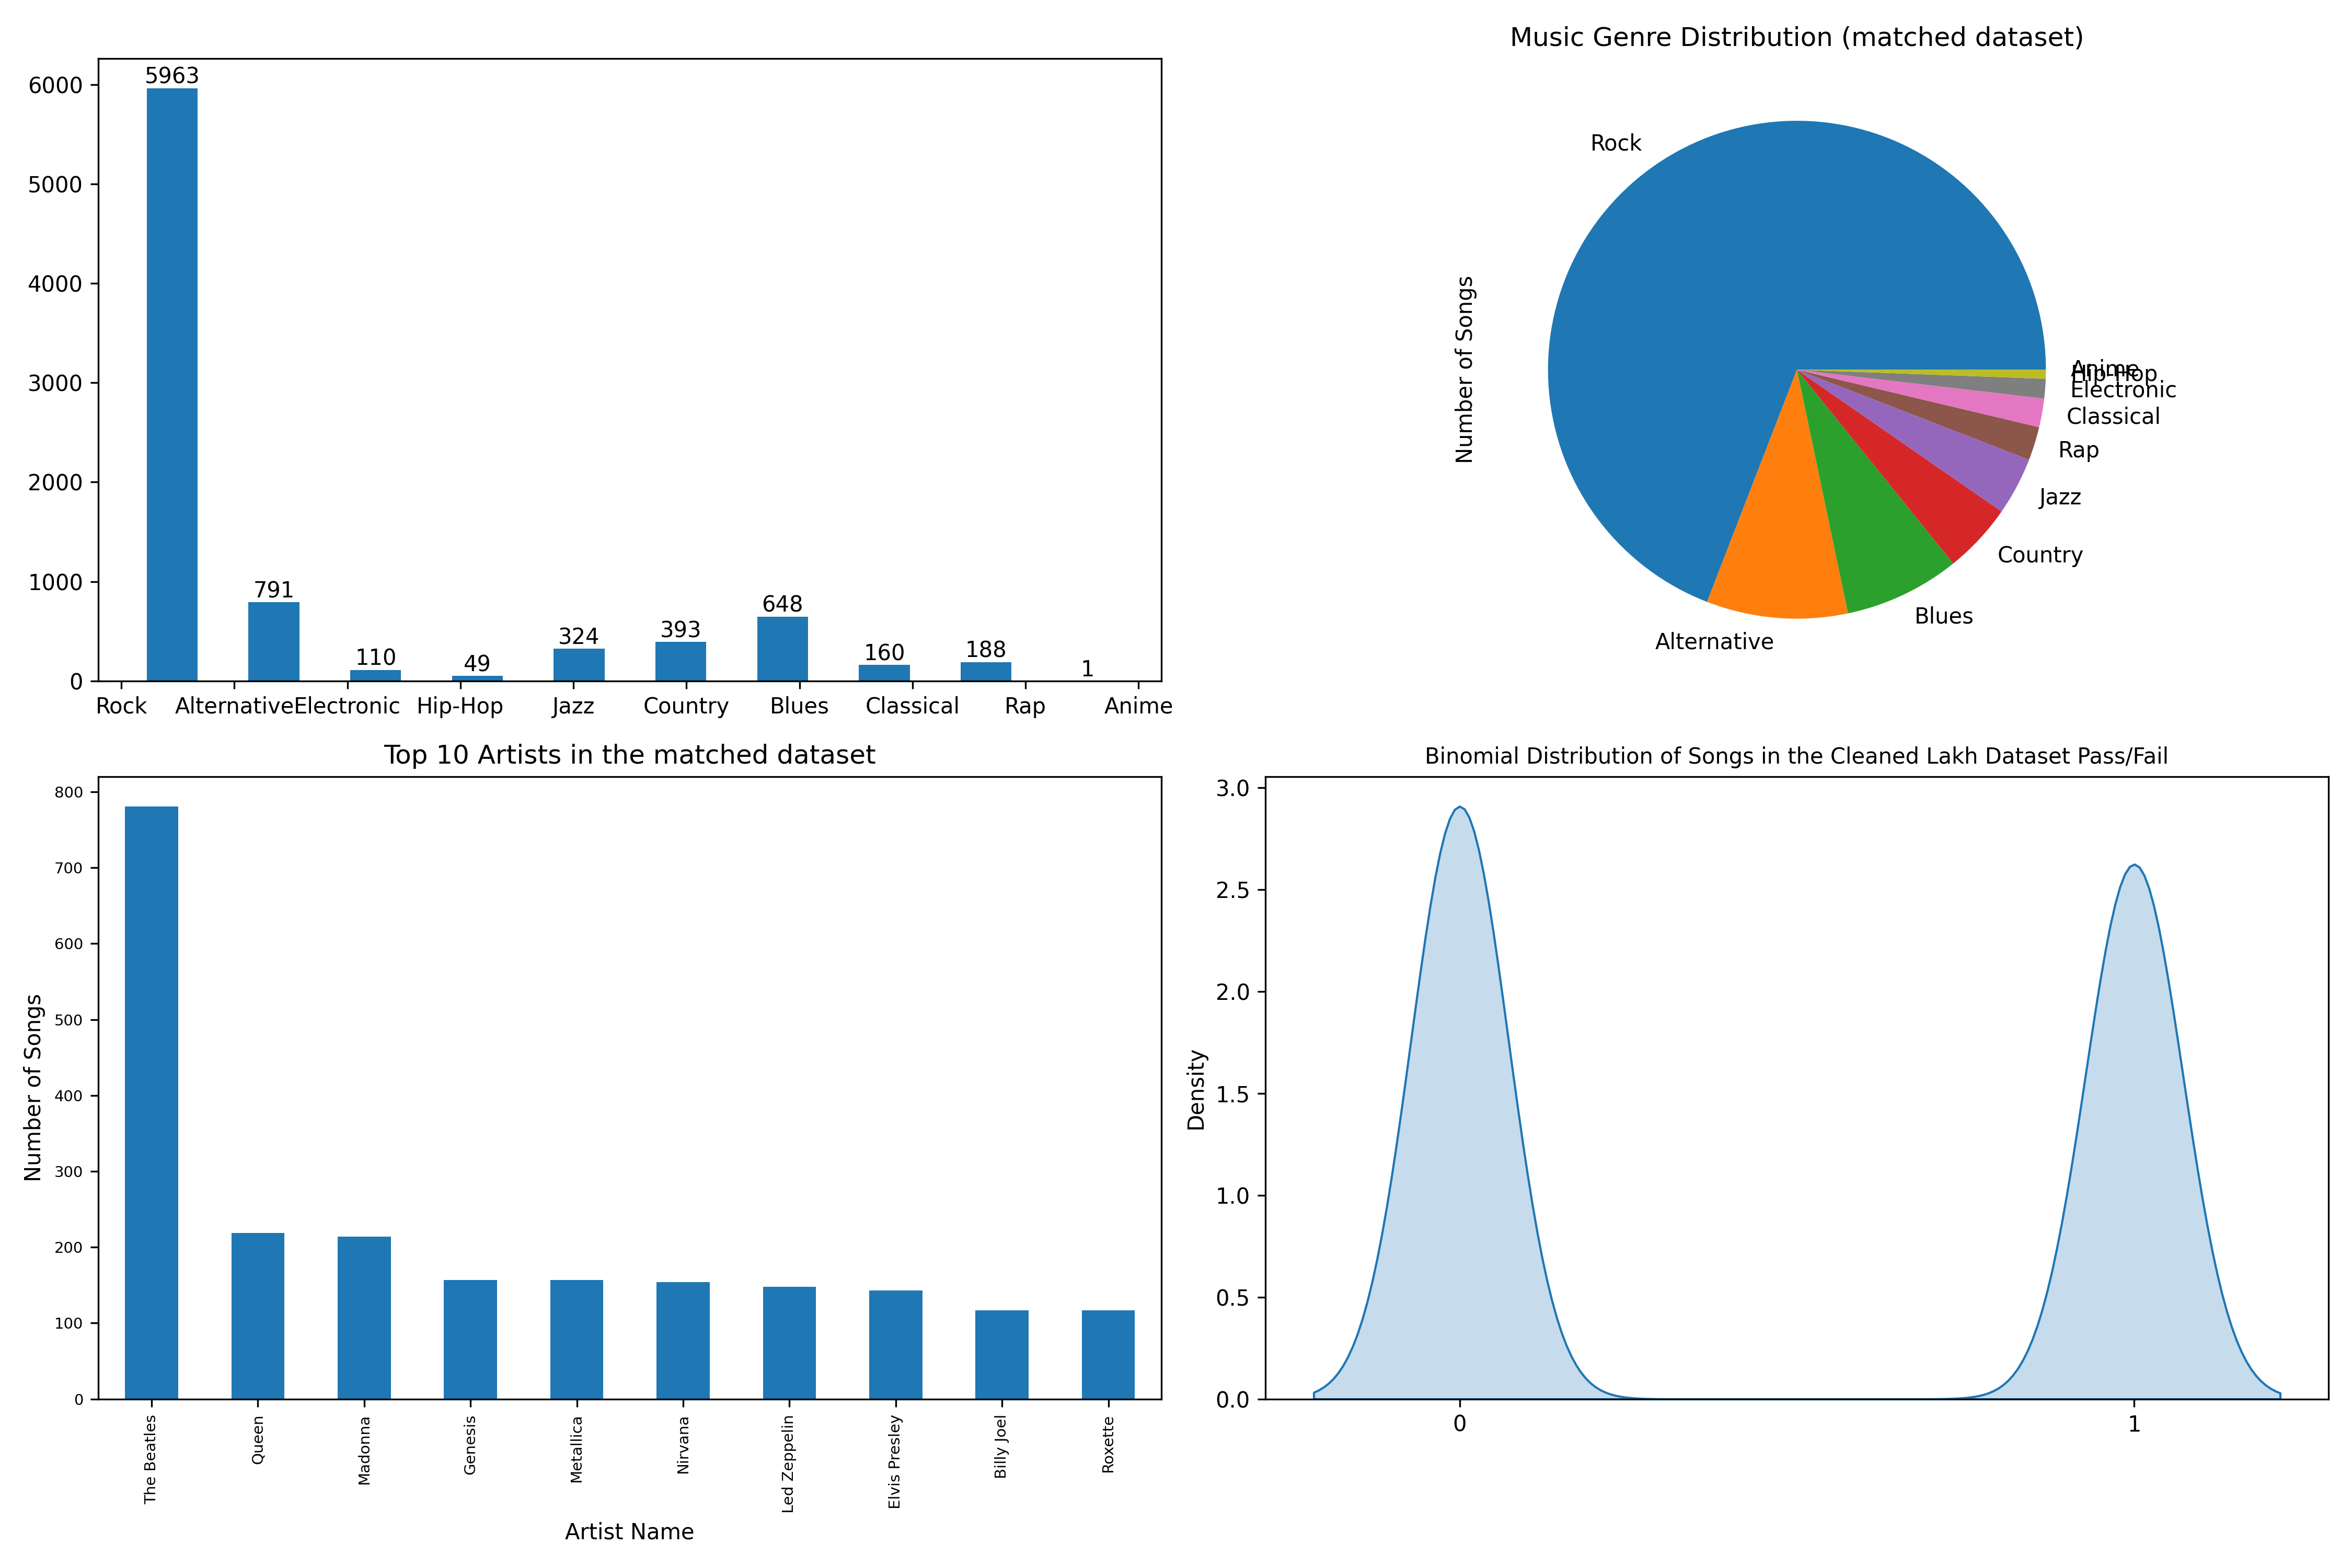 6000
5000
4000
3000
2000
1000
0
5963
791
110
49
324
393
648
160
188
1
Rock
Alternative
Electronic
Hip-Hop
Jazz
Country
Blues
Classical
Rap
Anime
Music Genre Distribution (matched dataset)
Number of Songs
Rock
Alternative
Blues
Country
Jazz
Rap
Classical
Electronic
Hip-Hop
Anime
Top 10 Artists in the matched dataset
Number of Songs
800
700
600
500
400
300
200
100
0
The Beatles
Queen
Madonna
Genesis
Metallica
Nirvana
Led Zeppelin
Elvis Presley
Billy Joel
Roxette
Artist Name
Binomial Distribution of Songs in the Cleaned Lakh Dataset Pass/Fail
Density
3.0
2.5
2.0
1.5
1.0
0.5
0.0
0
1